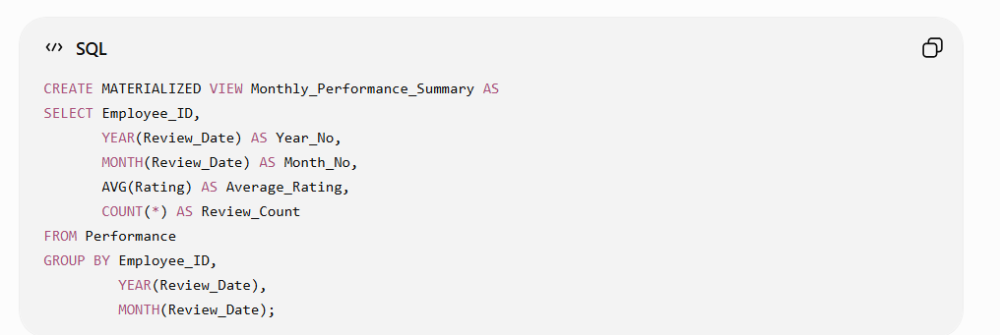 </> SQL
CREATE MATERIALIZED VIEW Monthly_Performance_Summary AS
SELECT Employee_ID,
       YEAR(Review_Date) AS Year_No,
       MONTH(Review_Date) AS Month_No,
       AVG(Rating) AS Average_Rating,
       COUNT(*) AS Review_Count
FROM Performance
GROUP BY Employee_ID,
         YEAR(Review_Date),
         MONTH(Review_Date);